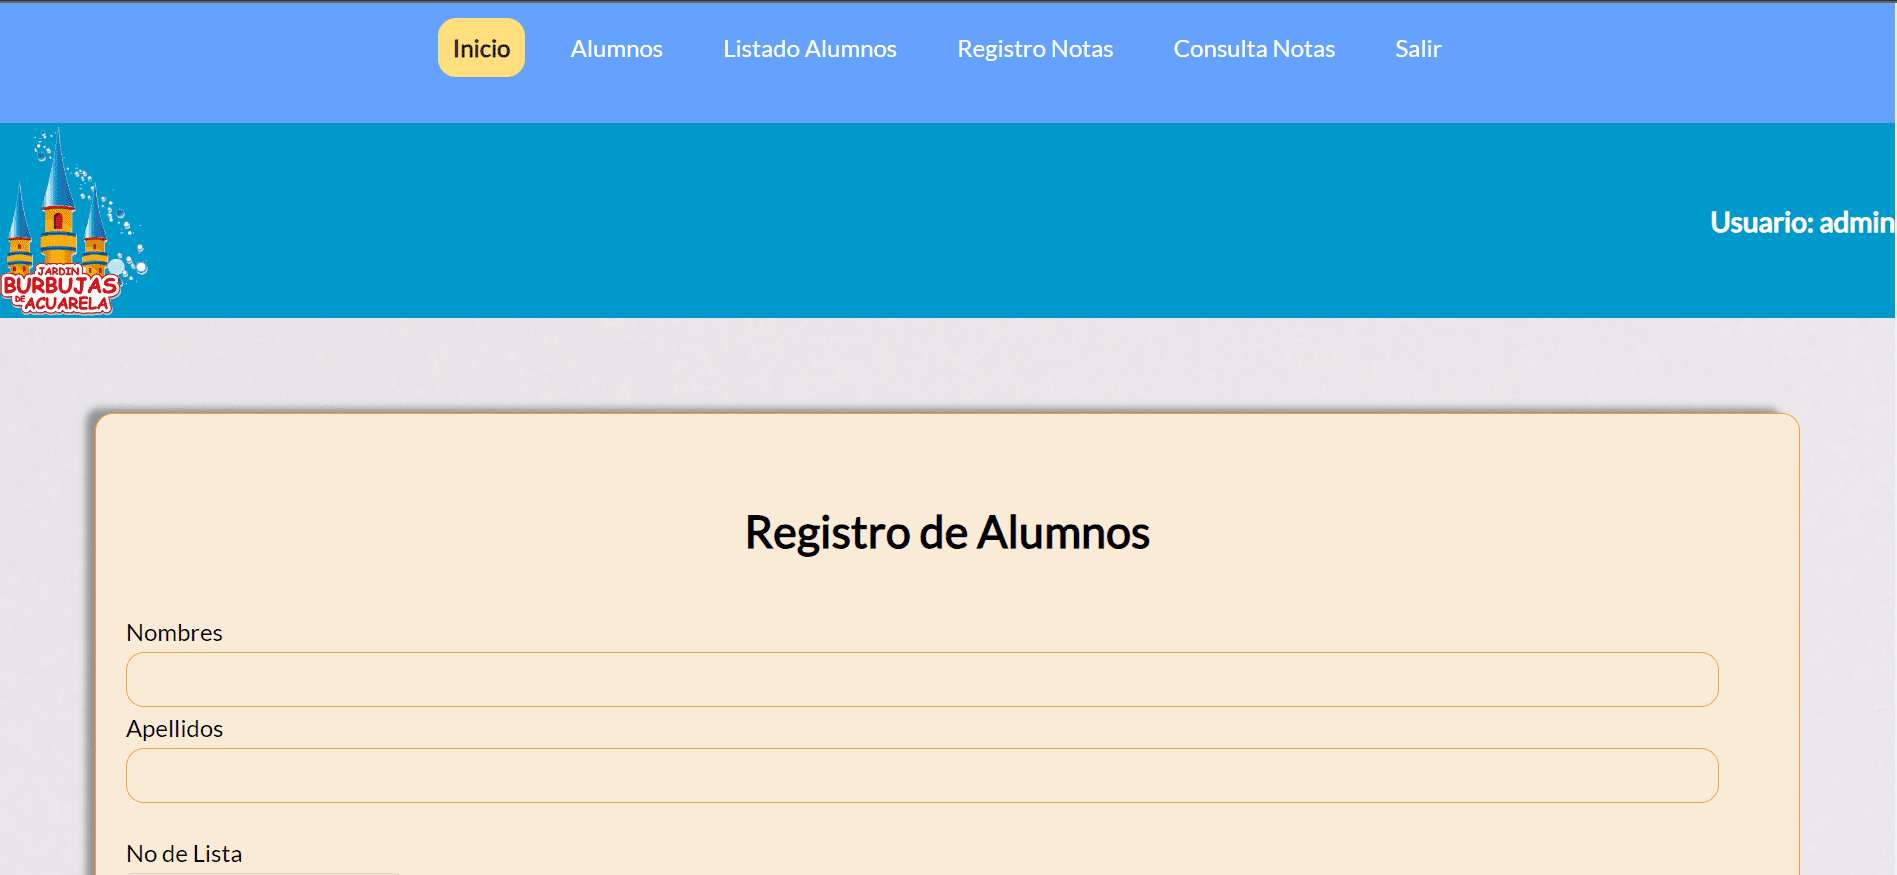 Inicio Alumnos Listado Alumnos Registro Notas Consulta Notas Salir
JARDIN
BURBUJAS
DE ACUARELA
Usuario: admin
Registro de Alumnos
Nombres
Apellidos
No de Lista